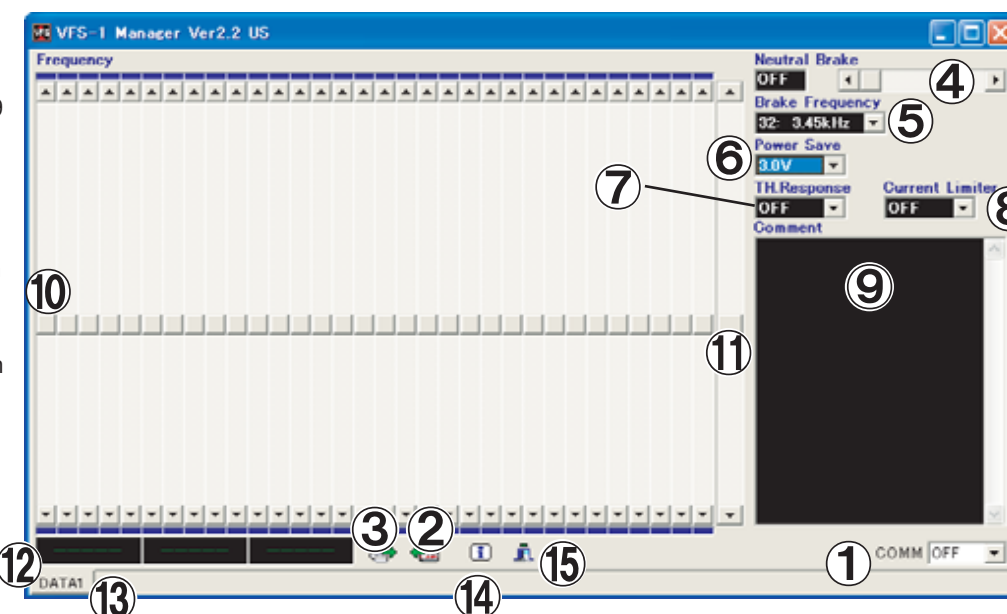 VFS-1 Manager Ver2.2 US
Frequency
Neutral Brake
OFF
④
Brake Frequency
32: 3.45kHz
⑤
⑥
Power Save
3.0V
⑦
TH.Response
Current Limiter
OFF
OFF
⑧
Comment
⑨
⑩
⑪
③
②
⑫
⑮
①
COMM OFF
DATA1
⑬
⑭